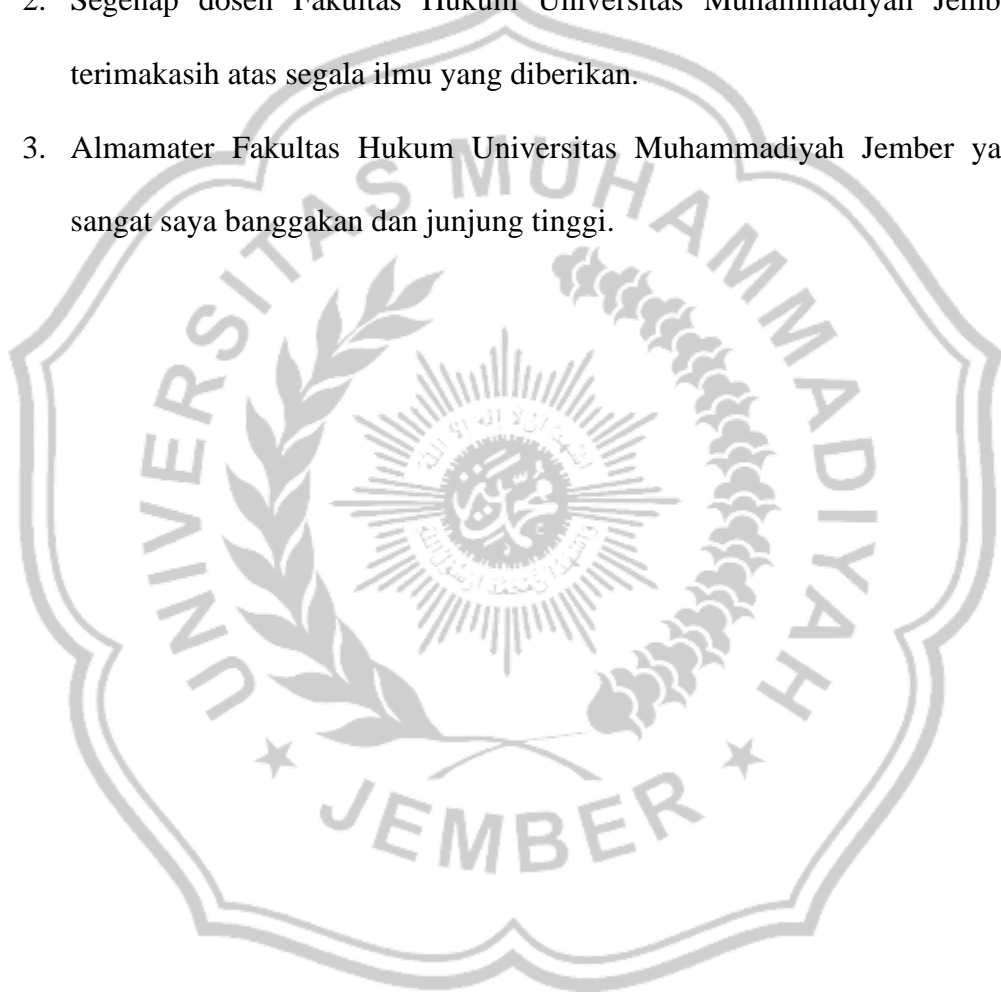 2. Segenap dosen Fakultas Hukum Universitas Muhammadiyah Jemb
terimakasih atas segala ilmu yang diberikan.
3. Almamater Fakultas Hukum Universitas Muhammadiyah Jember ya
sangat saya banggakan dan junjung tinggi.
UNIVERSITAS MUHAMMADIYAH
JEMBER